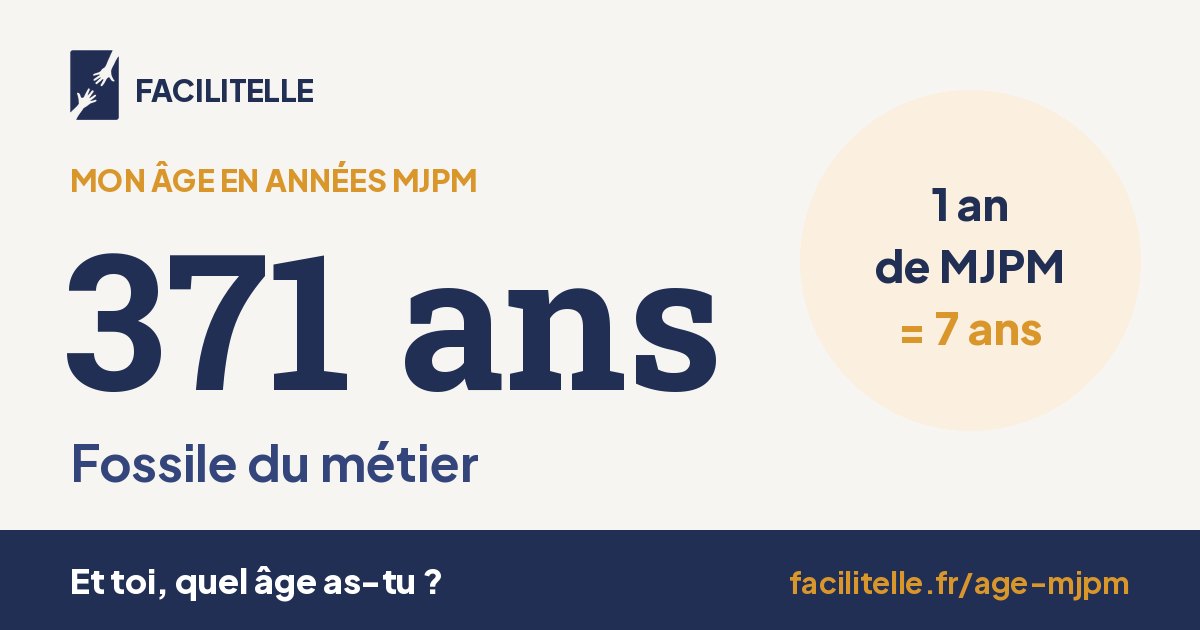 FACILITELLE
MON ÂGE EN ANNÉES MJPM
371 ans
Fossile du métier
1 an
de MJPM
= 7 ans
Et toi, quel âge as-tu ?
facilitelle.fr/age-mjpm